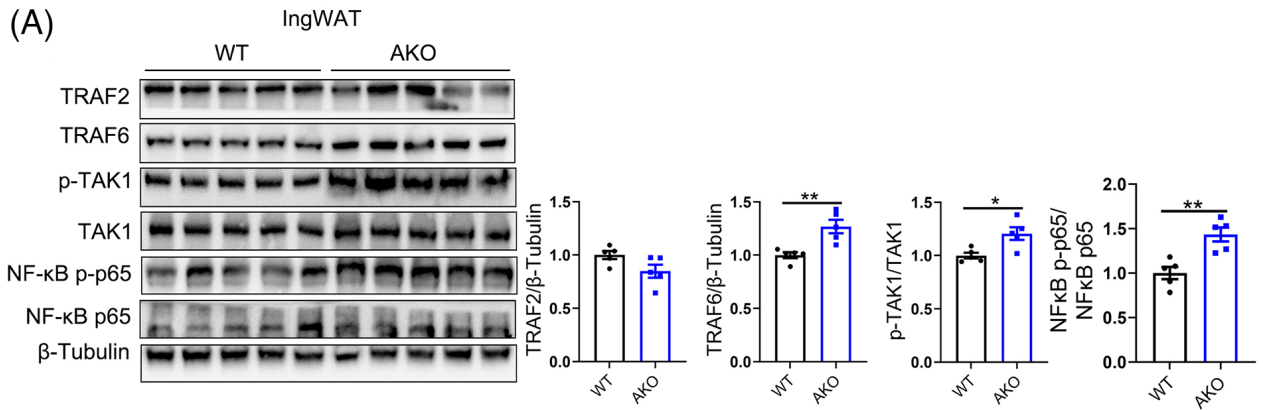 (A)
IngWAT
WT AKO
TRAF2
TRAF6
p-TAK1
TAK1
NF-κB p-p65
NF-κB p65
β-Tubulin
TRAF2/β-Tubulin
1.5
1.0
0.5
0.0
WT AKO
TRAF6/β-Tubulin
**
1.5
1.0
0.5
0.0
WT AKO
p-TAK1/TAK1
*
1.5
1.0
0.5
0.0
WT AKO
NFκB p-p65/
NFκB p65
**
2.0
1.5
1.0
0.5
0.0
WT AKO